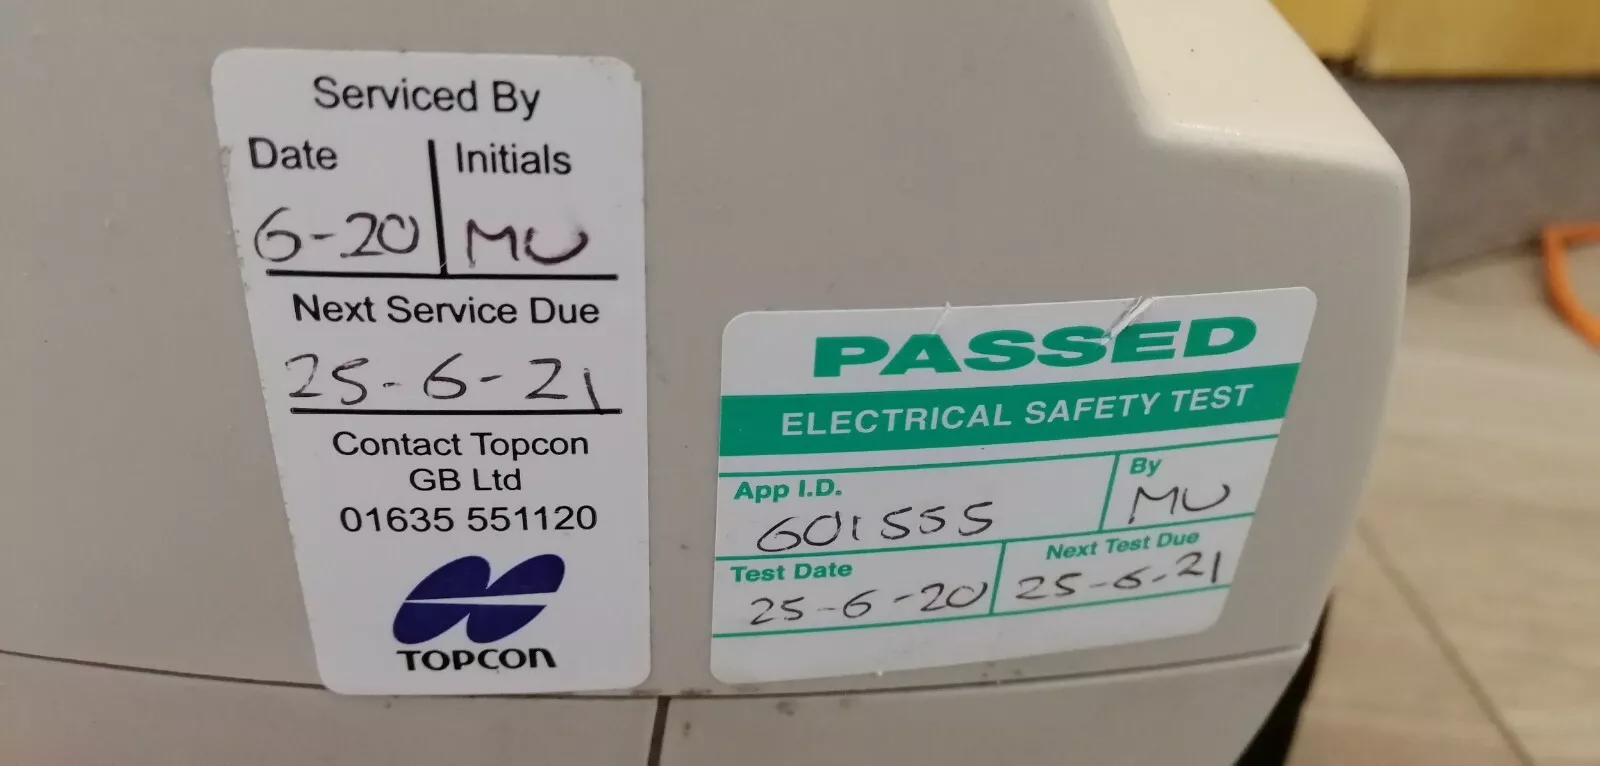 Serviced By
Date Initials
6-20 MU
Next Service Due
25-6-21
Contact Topcon
GB Ltd
01635 551120
TOPCON
PASSED
ELECTRICAL SAFETY TEST
App I.D. By
601555 MU
Test Date Next Test Due
25-6-20 25-6-21